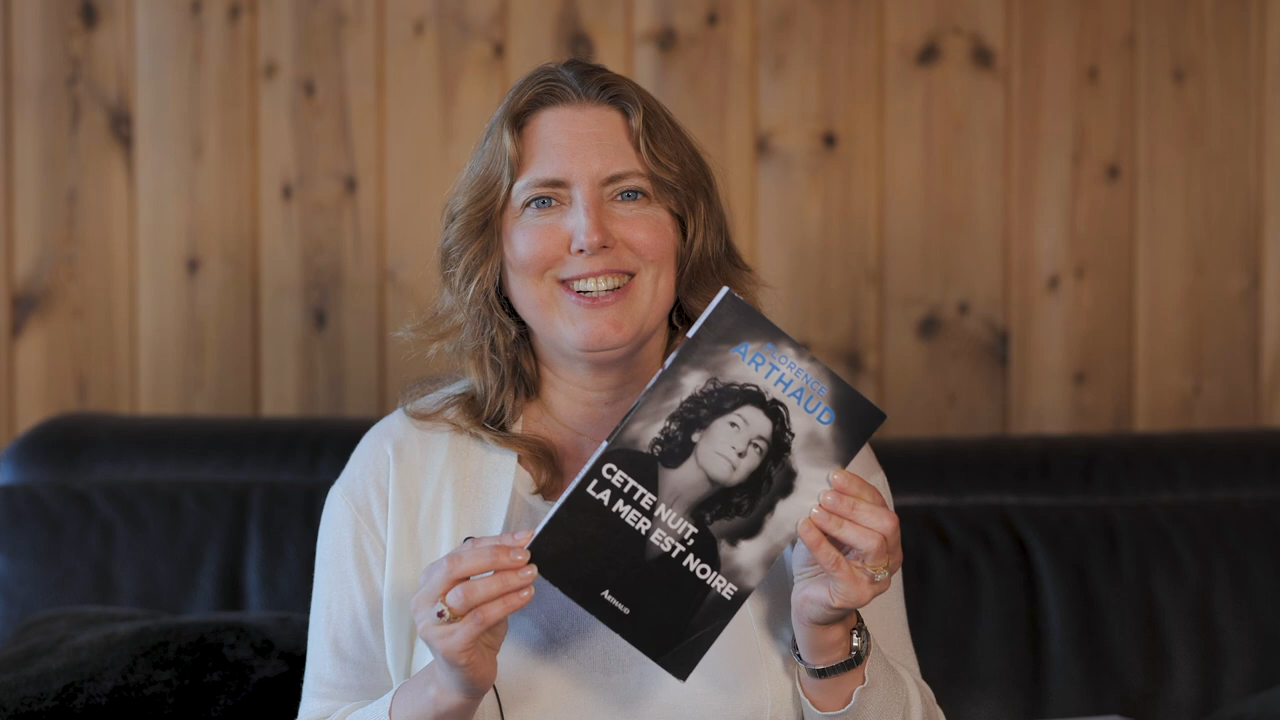 FLORENCE
ARTHAUD
CETTE NUIT,
LA MER EST NOIRE
ARTHAUD